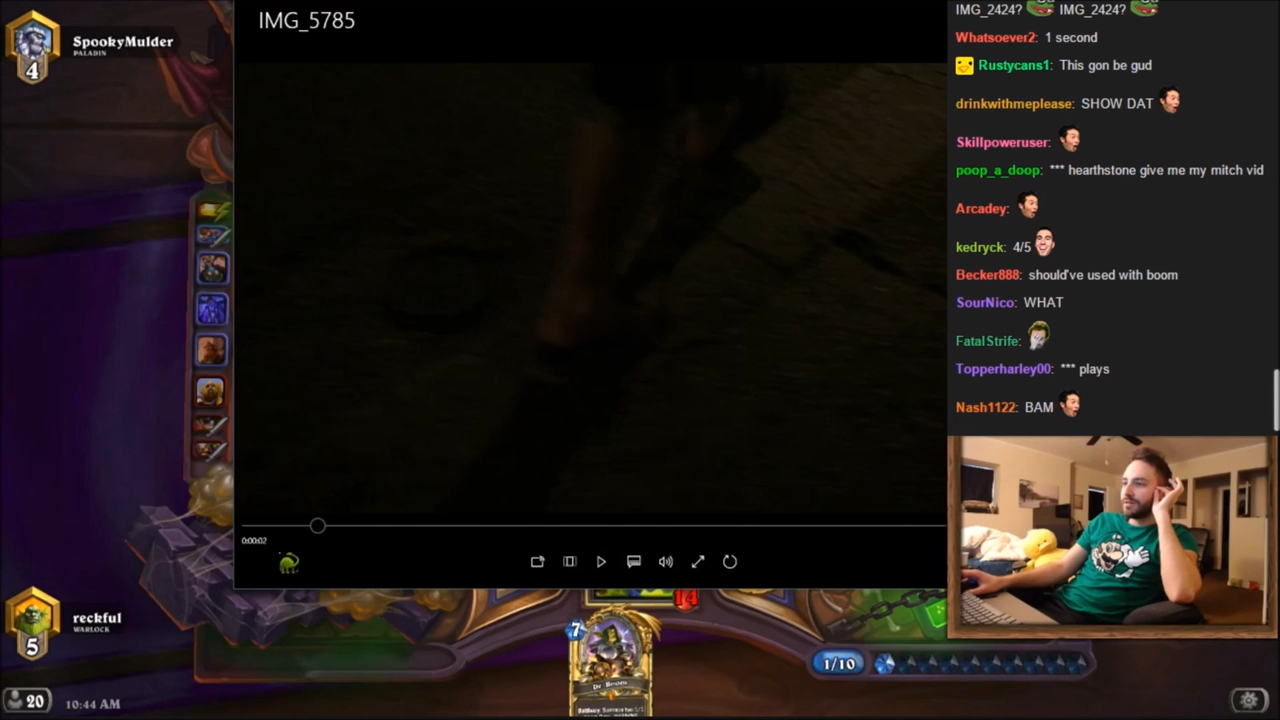 IMG_5785
SpookyMulder
PALADIN
4
IMG_2424? IMG_2424?
Whatsoever2: 1 second
Rustycans1: This gon be gud
drinkwithmeplease: SHOW DAT
Skillpoweruser:
poop_a_doop: *** hearthstone give me my mitch vid
Arcadey:
kedryck: 4/5
Becker888: should've used with boom
SourNico: WHAT
FatalStrife:
Topperharley00: *** plays
Nash1122: BAM
0:00:02
reckful
WARLOCK
5
14
7
Dr. Boom
1/10
20 10:44 AM